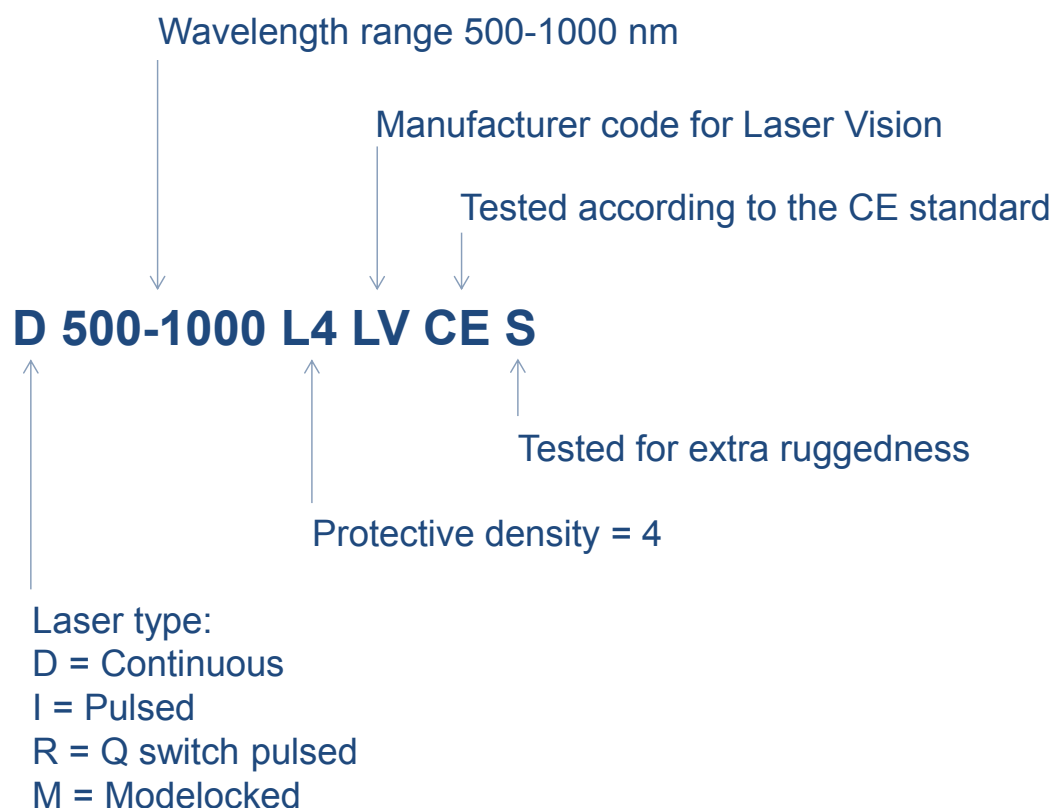 Wavelength range 500-1000 nm
Manufacturer code for Laser Vision
Tested according to the CE standard
D 500-1000 L4 LV CE S
Tested for extra ruggedness
Protective density = 4
Laser type:
D = Continuous
I = Pulsed
R = Q switch pulsed
M = Modelocked